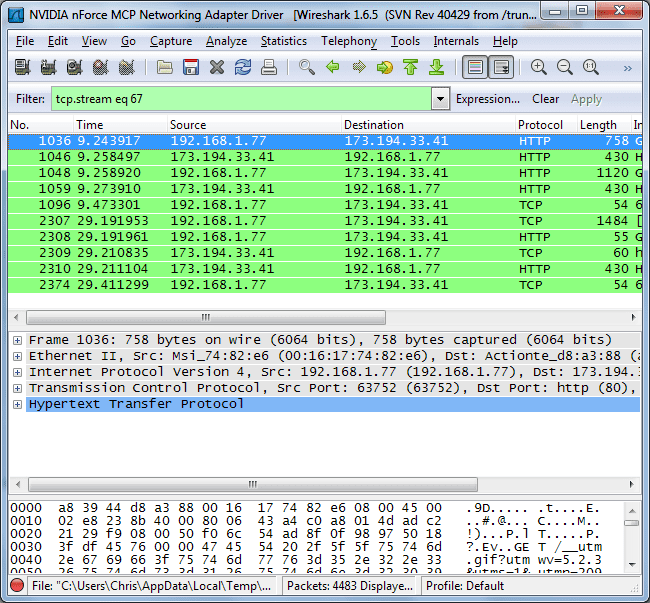 NVIDIA nForce MCP Networking Adapter Driver [Wireshark 1.6.5 (SVN Rev 40429 from /trun...
File Edit View Go Capture Analyze Statistics Telephony Tools Internals Help
Filter: tcp.stream eq 67 Expression... Clear Apply
No. Time Source Destination Protocol Length In
1036 9.243917 192.168.1.77 173.194.33.41 HTTP 758 G
1046 9.258497 173.194.33.41 192.168.1.77 HTTP 430 H
1048 9.258920 192.168.1.77 173.194.33.41 HTTP 1120 G
1059 9.273910 173.194.33.41 192.168.1.77 HTTP 430 H
1096 9.473301 192.168.1.77 173.194.33.41 TCP 54 6
2307 29.191953 192.168.1.77 173.194.33.41 TCP 1484 [
2308 29.191961 192.168.1.77 173.194.33.41 HTTP 55 G
2309 29.210835 173.194.33.41 192.168.1.77 TCP 60 h
2310 29.211104 173.194.33.41 192.168.1.77 HTTP 430 H
2374 29.411299 192.168.1.77 173.194.33.41 TCP 54 6
Frame 1036: 758 bytes on wire (6064 bits), 758 bytes captured (6064 bits)
Ethernet II, Src: Msi_74:82:e6 (00:16:17:74:82:e6), Dst: Actionte_d8:a3:88 (a
Internet Protocol Version 4, Src: 192.168.1.77 (192.168.1.77), Dst: 173.194.3
Transmission Control Protocol, Src Port: 63752 (63752), Dst Port: http (80),
Hypertext Transfer Protocol
0000 a8 39 44 d8 a3 88 00 16 17 74 82 e6 08 00 45 00 .9D..... .t....E.
0010 02 e8 23 8b 40 00 80 06 43 a4 c0 a8 01 4d ad c2 ..#.@... C....M..
0020 21 29 f9 08 00 50 f0 6c 54 ad 8f 0f 98 97 50 18 !)...P.l T.....P.
0030 3f df 45 76 00 00 47 45 54 20 2f 5f 5f 75 74 6d ?.Ev..GE T /__utm
0040 2e 67 69 66 3f 75 74 6d 77 76 3d 35 2e 32 2e 33 .gif?utm wv=5.2.3
File: "C:\Users\Chris\AppData\Local\Temp\... Packets: 4483 Displaye... Profile: Default